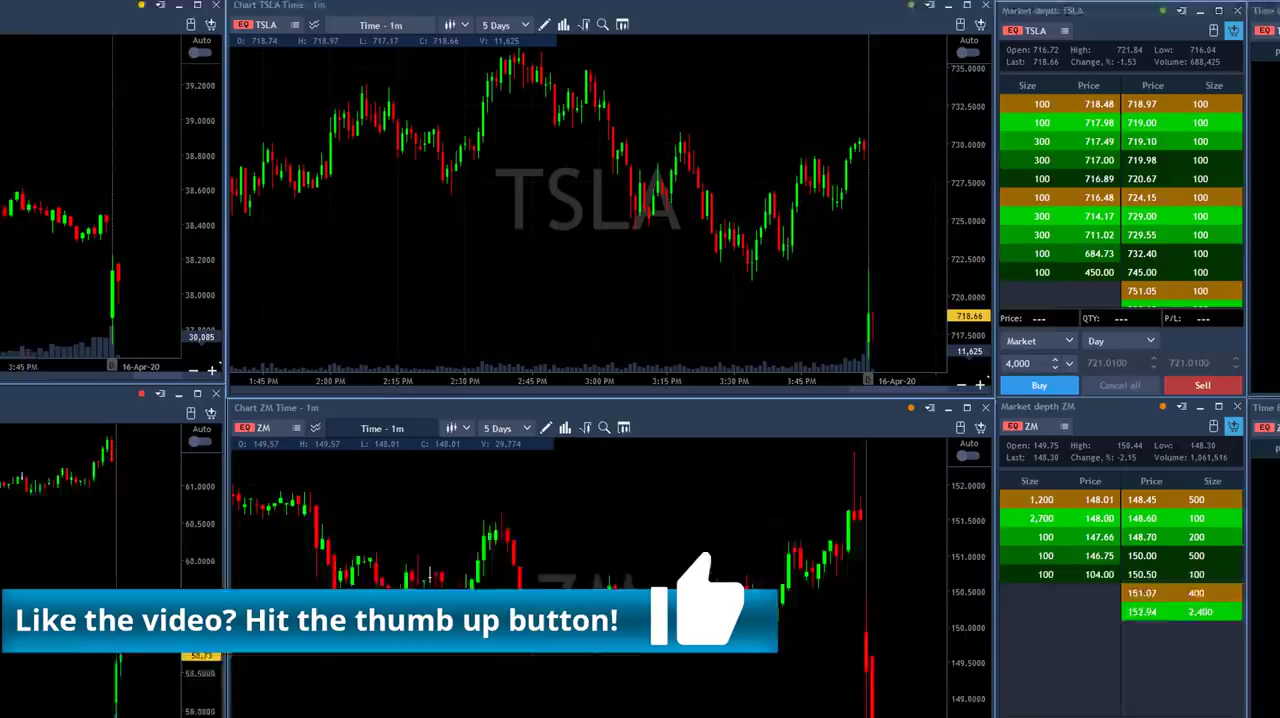 Chart TSLA Time - 1m
Market depth: TSLA
Time
Auto
EQ TSLA Time - 1m 5 Days
Auto
EQ TSLA
EQ
O: 718.74 H: 718.97 L: 717.17 C: 718.66 V: 11,625
Open: 716.72 High: 721.84 Low: 716.04
Last: 718.66 Change, %: -1.53 Volume: 688,425
39.2000
39.0000
38.8000
38.6000
38.4000
38.2000
38.0000
30,085
3:45 PM 16-Apr-20
TSLA
735.0000
732.5000
730.0000
727.5000
725.0000
722.5000
720.0000
718.66
717.5000
11,625
1:45 PM 2:00 PM 2:15 PM 2:30 PM 2:45 PM 3:00 PM 3:15 PM 3:30 PM 3:45 PM 16-Apr-20
Size Price Price Size
100 718.48 718.97 100
100 717.98 719.00 100
300 717.49 719.10 100
300 717.00 719.98 100
100 716.89 720.67 100
100 716.48 724.15 100
300 714.17 729.00 100
300 711.02 729.55 100
100 684.73 732.40 100
100 450.00 745.00 100
751.05 100
Price: --- QTY: --- P/L: ---
Market Day
4,000 721.0100 721.0100
Buy Cancel all Sell
Chart ZM Time - 1m
Market depth ZM
Auto
EQ ZM Time - 1m 5 Days
Auto
EQ ZM
EQ
O: 149.57 H: 149.57 L: 148.01 C: 148.01 V: 29,774
Open: 149.75 High: 150.44 Low: 148.30
Last: 148.30 Change, %: -2.15 Volume: 1,061,516
61.0000
60.5000
60.0000
58.5000
58.0000
ZM
152.0000
151.5000
151.0000
150.5000
150.0000
149.5000
149.0000
Size Price Price Size
1,200 148.01 148.45 500
2,700 148.00 148.60 100
100 147.66 148.70 200
100 146.75 150.00 500
100 104.00 150.50 100
151.07 400
152.94 2,400
Like the video? Hit the thumb up button!